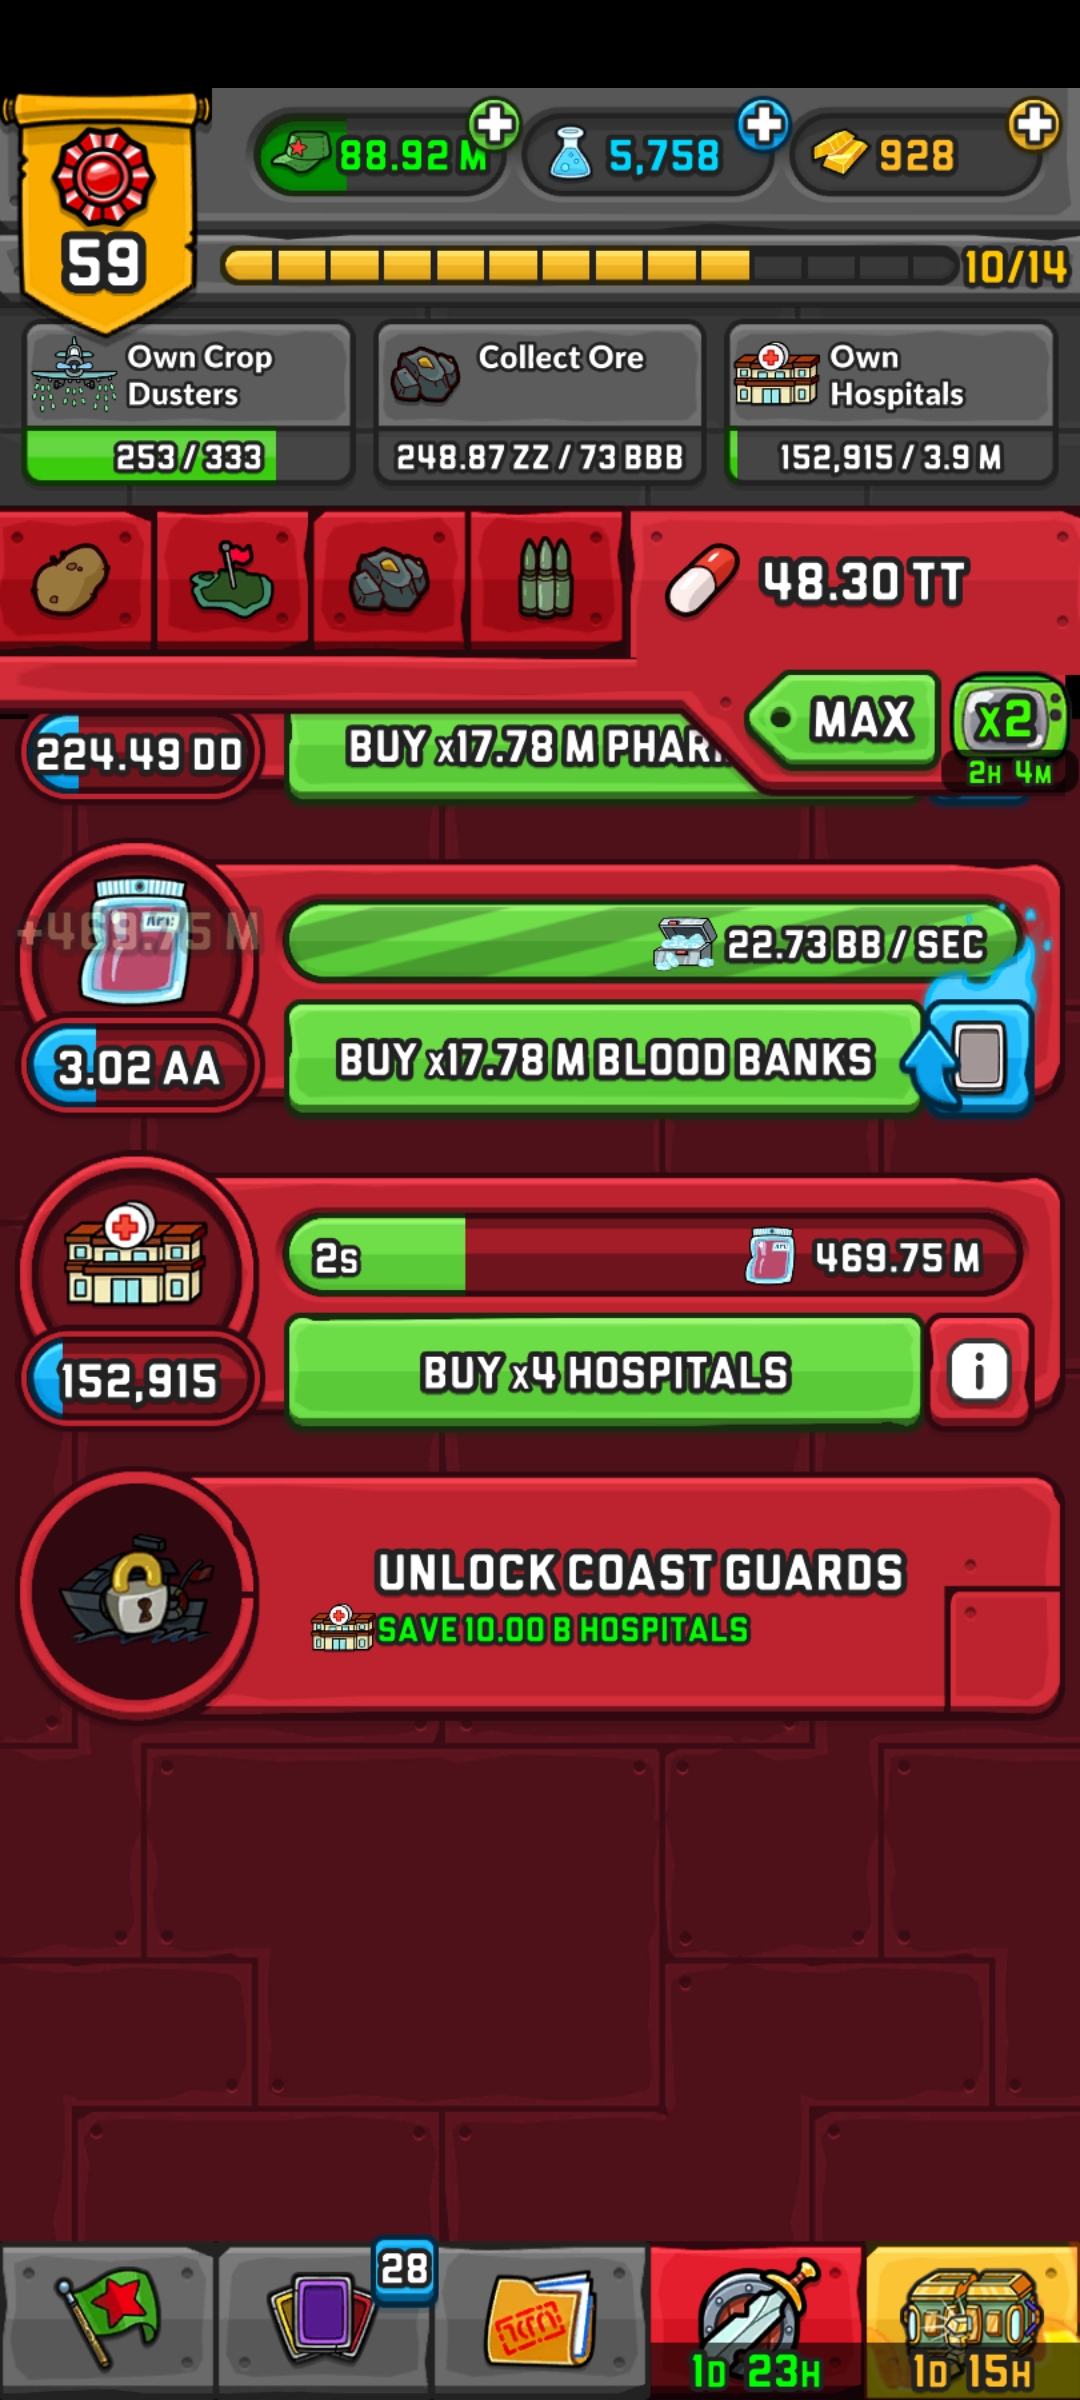 88.92 M
5,758
928
59
10/14
Own Crop
Dusters
253 / 333
Collect Ore
248.87 ZZ / 73 BBB
Own
Hospitals
152,915 / 3.9 M
48.30 TT
MAX
x2
2H 4M
224.49 DD
BUY x17.78 M PHAR
+469.75 M
22.73 BB / SEC
3.02 AA
BUY x17.78 M BLOOD BANKS
2s
469.75 M
152,915
BUY x4 HOSPITALS
i
UNLOCK COAST GUARDS
SAVE 10.00 B HOSPITALS
28
1D 23H
1D 15H